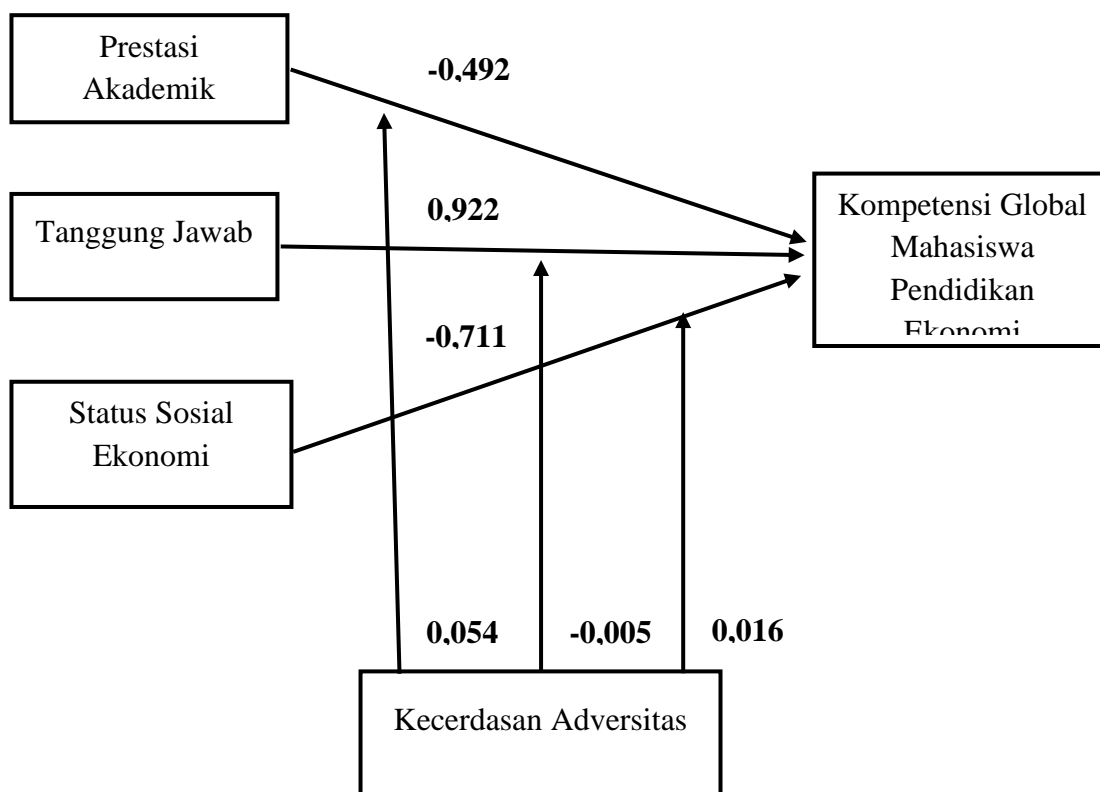 Prestasi
Akademik
-0,492
Tanggung Jawab
0,922
Kompetensi Global
Mahasiswa
Pendidikan
Ekonomi
-0,711
Status Sosial
Ekonomi
0,054
-0,005
0,016
Kecerdasan Adversitas